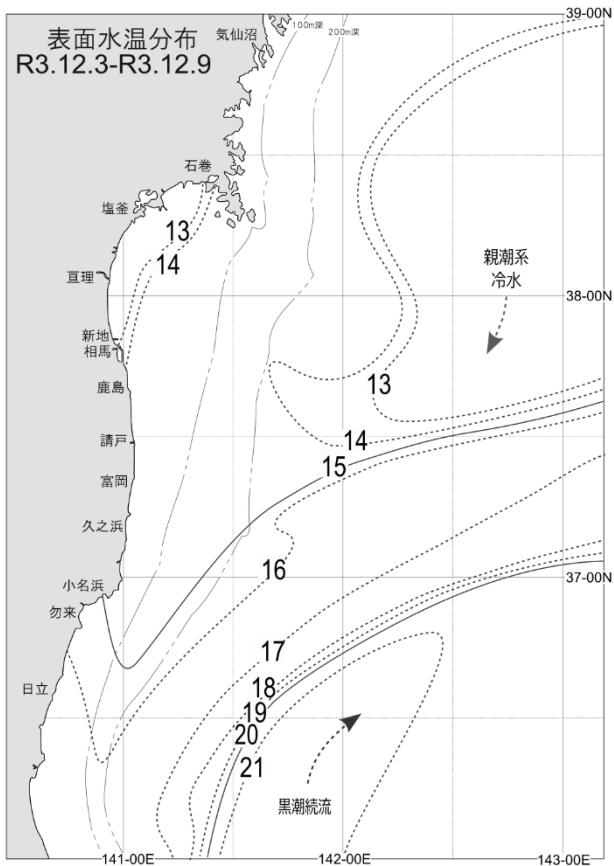 39-00N
100m深
200m深
表面水温分布
R3.12.3-R3.12.9
気仙沼
石巻
塩釜
13
14
亘理
親潮系
冷水
38-00N
新地
相馬
鹿島
13
請戸
14
15
富岡
久之浜
16
37-00N
小名浜
勿来
17
日立
18
19
20
21
黒潮続流
141-00E
142-00E
143-00E